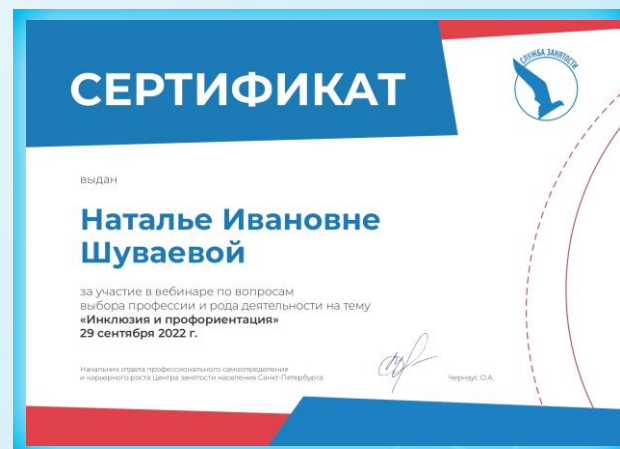 СЕРТИФИКАТ
СЛУЖБА ЗАНЯТОСТИ
выдан
Наталье Ивановне
Шуваевой
за участие в вебинаре по вопросам
выбора профессии и рода деятельности на тему
«Инклюзия и профориентация»
29 сентября 2022 г.
Начальник отдела профессионального самоопределения
и карьерного роста Центра занятости населения Санкт-Петербурга
Чернаус О.А.